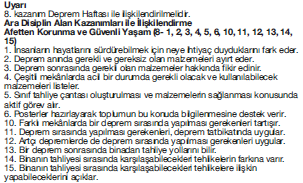 Uyarı
8. kazanım Deprem Haftası ile ilişkilendirilmelidir.
Ara Disiplin Alan Kazanımları ile İlişkilendirme
Afetten Korunma ve Güvenli Yaşam (8- 1, 2, 3, 4, 5, 6, 10, 11, 12, 13, 14,
15)
1. İnsanların hayatlarını sürdürebilmek için neye ihtiyaç duyduklarını fark eder.
2. Deprem anında gerekli ve gereksiz olan malzemeleri ayırt eder.
3. Deprem sonrasında gerekli olan malzemeler hakkında fikir edinir.
4. Çeşitli mekânlarda acil bir durumda gerekli olacak ve kullanılabilecek
malzemeleri listeler.
5. Sınıf tahliye çantası oluşturulması ve malzemelerin sağlanması konusunda
aktif görev alır.
6. Posterler hazırlayarak toplumun bu konuda bilgilenmesine destek verir.
10. Farklı mekânlarda bir deprem sırasında yapılması gerekenleri tartışır.
11. Deprem sırasında yapılması gerekenleri, deprem tatbikatında uygular.
12. Artçı depremlerde de deprem sırasında yapılması gerekenleri uygular.
13. Bir deprem sonrasında binadan tahliye yollarını bilir.
14. Binanın tahliyesi sırasında karşılaşabilecekleri tehlikelerin farkına varır.
15. Binanın tahliyesi sırasında karşılaşabilecekleri tehlikelere ilişkin
yapabileceklerini açıklar.